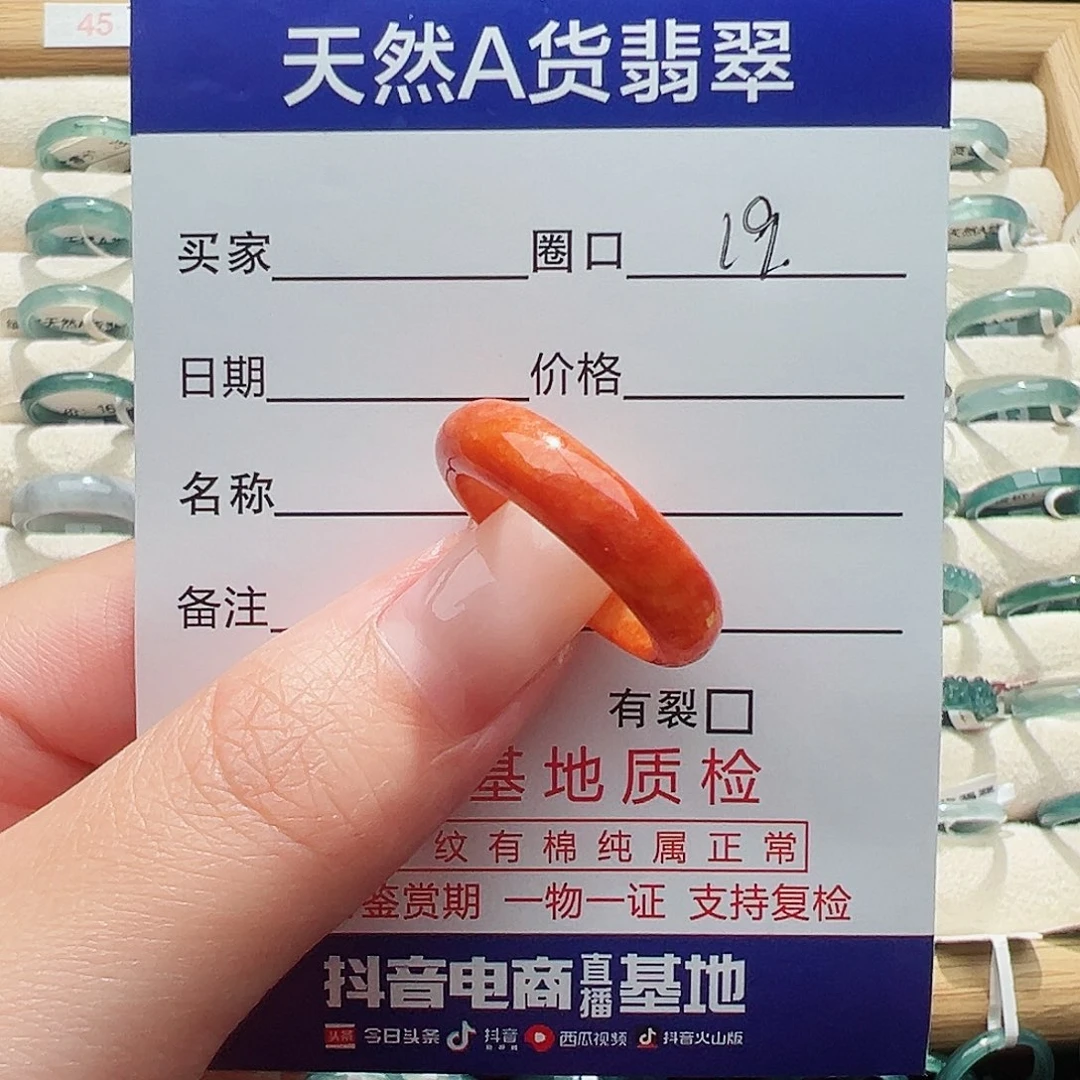 45
天然A货翡翠
买家 圈口 19.
日期 价格
名称
备注
有裂□
基地质检
纹有棉纯属正常
鉴赏期 一物一证 支持复检
抖音电商直播基地
头条 今日头条 抖音 西瓜视频 抖音火山版